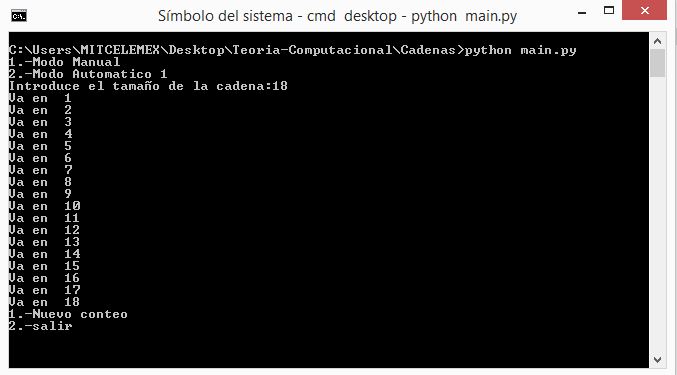 Símbolo del sistema - cmd desktop - python main.py
C:\Users\MITCELEMEX\Desktop\Teoria-Computacional\Cadenas>python main.py
1.-Modo Manual
2.-Modo Automatico 1
Introduce el tamaño de la cadena:18
Va en  1
Va en  2
Va en  3
Va en  4
Va en  5
Va en  6
Va en  7
Va en  8
Va en  9
Va en  10
Va en  11
Va en  12
Va en  13
Va en  14
Va en  15
Va en  16
Va en  17
Va en  18
1.-Nuevo conteo
2.-salir